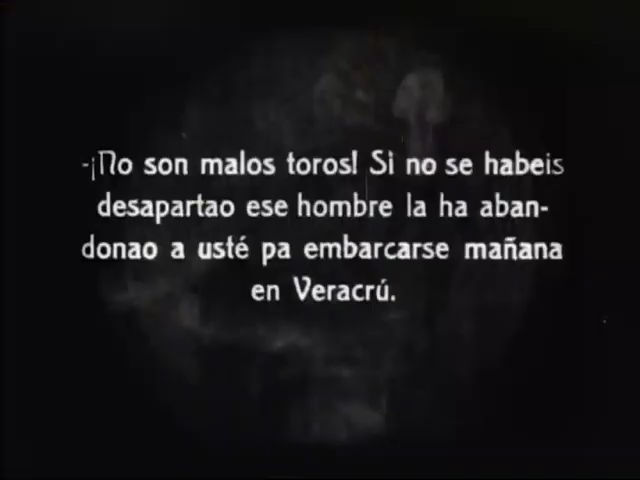 -¡No son malos toros! Si no se habeis
desapartao ese hombre la ha aban-
donao a usté pa embarcarse mañana
en Veracrú.